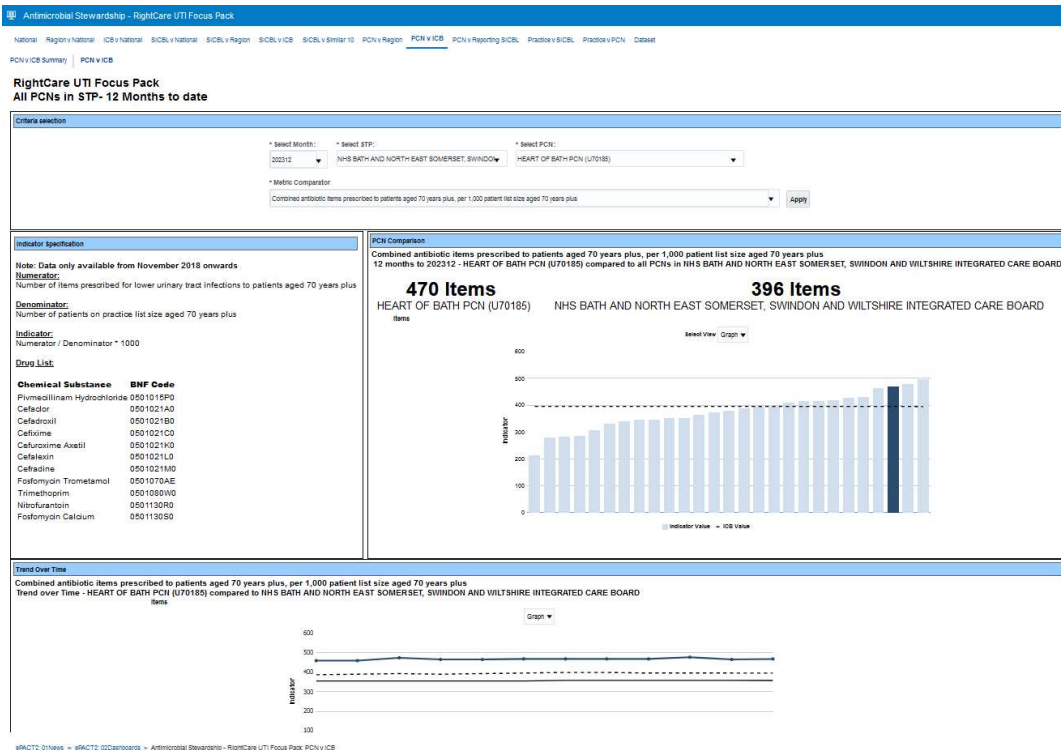 Antimicrobial Stewardship - RightCare UTI Focus Pack
National Region v National ICB v National SICBL v National SICBL v Region SICBL v ICB SICBL v Similar 10 PCN v Region PCN v ICB PCN v Reporting SICBL Practice v SICBL Practice v PCN Dataset
PCN v ICB Summary PCN v ICB
RightCare UTI Focus Pack
All PCNs in STP- 12 Months to date
Criteria selection
* Select Month: * Select STP: * Select PCN:
202312 NHS BATH AND NORTH EAST SOMERSET, SWINDON HEART OF BATH PCN (U70185)
* Metric Comparator
Combined antibiotic items prescribed to patients aged 70 years plus, per 1,000 patient list size aged 70 years plus Apply
Indicator Specification
Note: Data only available from November 2018 onwards
Numerator:
Number of items prescribed for lower urinary tract infections to patients aged 70 years plus
Denominator:
Number of patients on practice list size aged 70 years plus
Indicator:
Numerator / Denominator * 1000
Drug List:
Chemical Substance BNF Code
Pivmecillinam Hydrochloride 0501015P0
Cefaclor 0501021A0
Cefadroxil 0501021B0
Cefixime 0501021C0
Cefuroxime Axetil 0501021K0
Cefalexin 0501021L0
Cefradine 0501021M0
Fosfomycin Trometamol 0501070AE
Trimethoprim 0501080W0
Nitrofurantoin 0501130R0
Fosfomycin Calcium 0501130S0
PCN Comparison
Combined antibiotic items prescribed to patients aged 70 years plus, per 1,000 patient list size aged 70 years plus
12 months to 202312 - HEART OF BATH PCN (U70185) compared to all PCNs in NHS BATH AND NORTH EAST SOMERSET, SWINDON AND WILTSHIRE INTEGRATED CARE BOARD
470 Items 396 Items
HEART OF BATH PCN (U70185) NHS BATH AND NORTH EAST SOMERSET, SWINDON AND WILTSHIRE INTEGRATED CARE BOARD
Items
Select View Graph
600
500
400
300
200
100
0
Indicator
Indicator Value ICB Value
Trend Over Time
Combined antibiotic items prescribed to patients aged 70 years plus, per 1,000 patient list size aged 70 years plus
Trend over Time - HEART OF BATH PCN (U70185) compared to NHS BATH AND NORTH EAST SOMERSET, SWINDON AND WILTSHIRE INTEGRATED CARE BOARD
Items
Graph
600
500
400
300
200
100
Indicator
ePACT2: 01News > ePACT2: 02Dashboards > Antimicrobial Stewardship - RightCare UTI Focus Pack: PCN v ICB